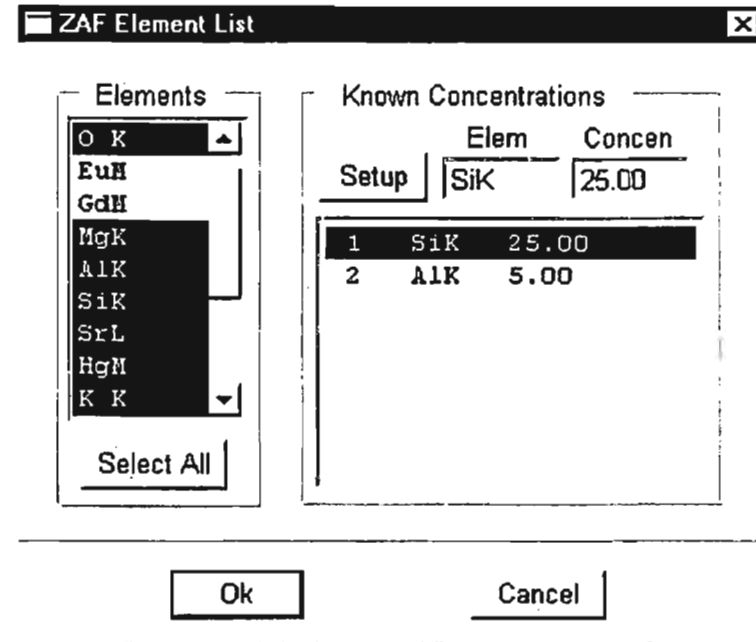 ZAF Element List
Elements
O K
EuM
GdM
MgK
AlK
SiK
SrL
HgM
K K
Select All
Known Concentrations
Elem Concen
Setup SiK 25.00
1 SiK 25.00
2 AlK 5.00
Ok Cancel